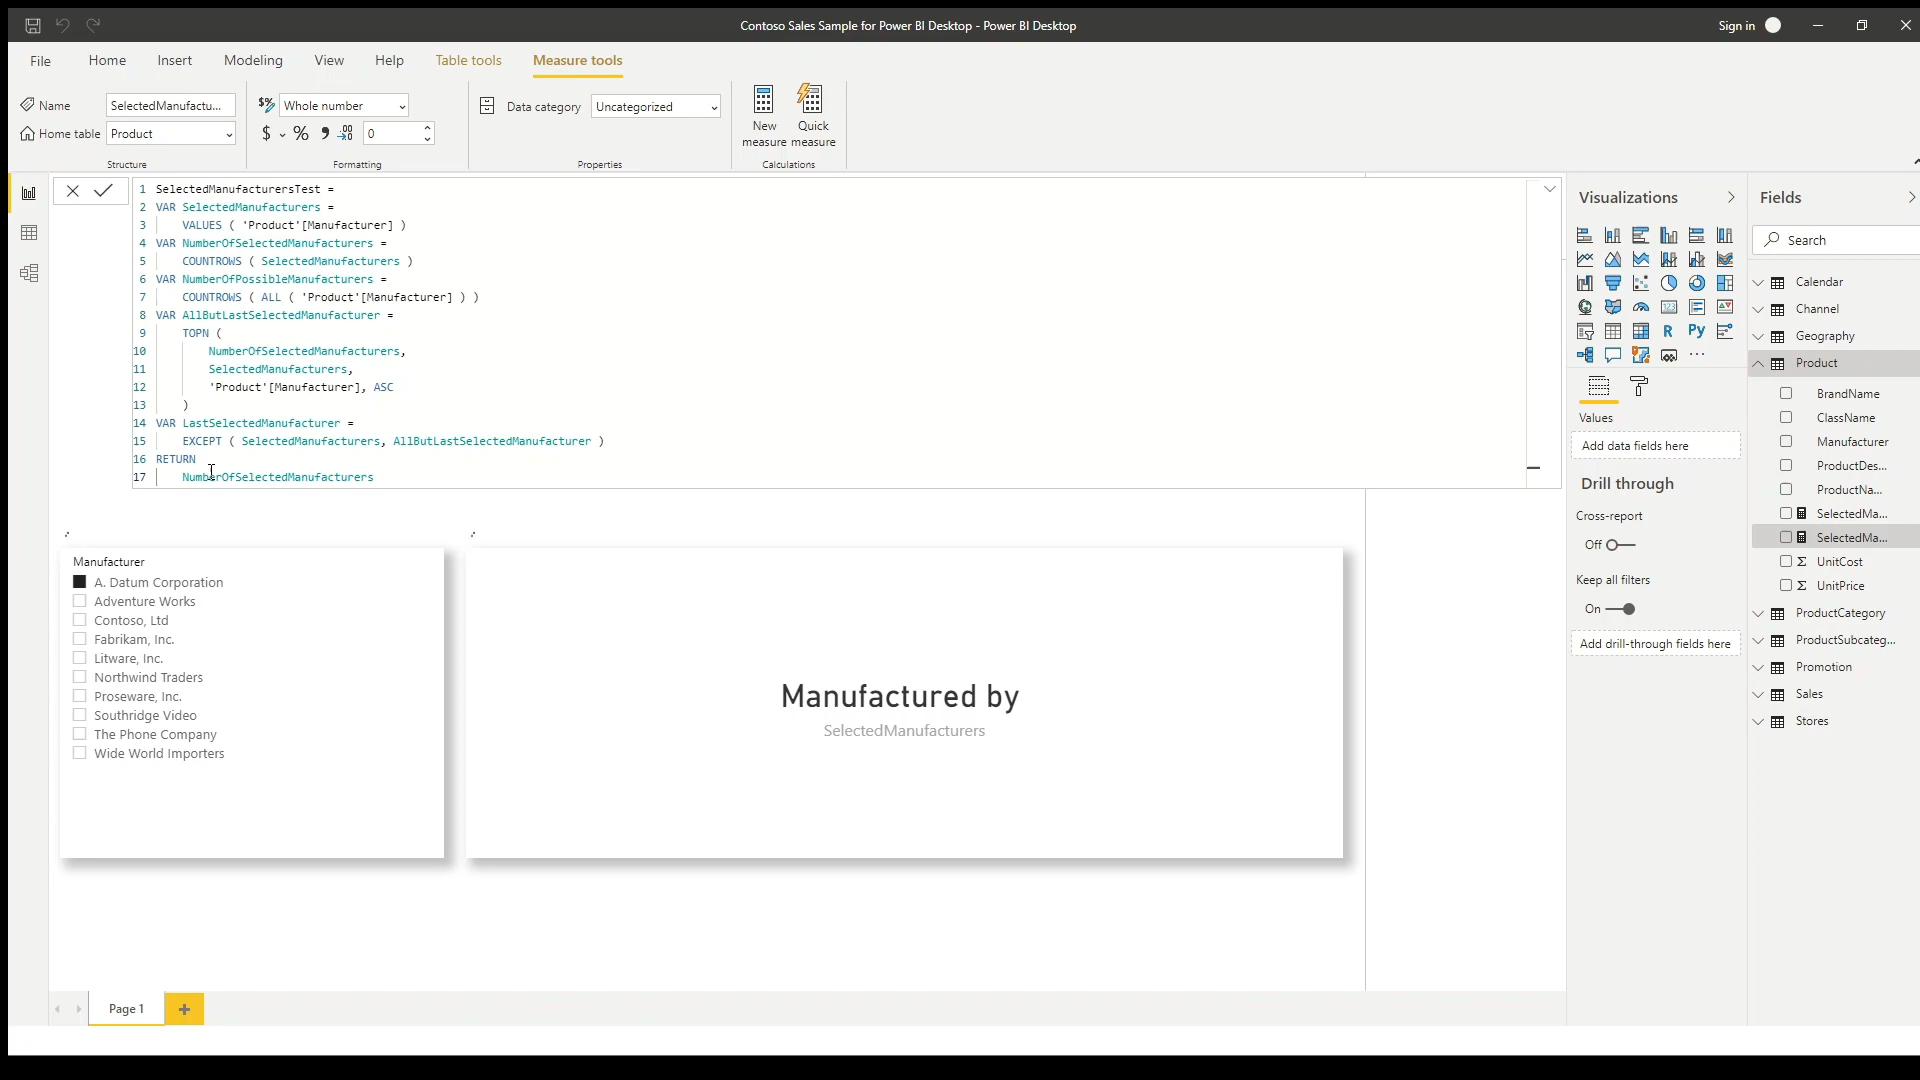 Contoso Sales Sample for Power BI Desktop - Power BI Desktop
Sign in
File Home Insert Modeling View Help Table tools Measure tools
Name SelectedManufactu...
Home table Product
Structure
$% Whole number
$ % 0
Formatting
Data category Uncategorized
Properties
New measure
Quick measure
Calculations
1 SelectedManufacturersTest =
2 VAR SelectedManufacturers =
3 VALUES ( 'Product'[Manufacturer] )
4 VAR NumberOfSelectedManufacturers =
5 COUNTROWS ( SelectedManufacturers )
6 VAR NumberOfPossibleManufacturers =
7 COUNTROWS ( ALL ( 'Product'[Manufacturer] ) )
8 VAR AllButLastSelectedManufacturer =
9 TOPN (
10 NumberOfSelectedManufacturers,
11 SelectedManufacturers,
12 'Product'[Manufacturer], ASC
13 )
14 VAR LastSelectedManufacturer =
15 EXCEPT ( SelectedManufacturers, AllButLastSelectedManufacturer )
16 RETURN
17 NumberOfSelectedManufacturers
Manufacturer
A. Datum Corporation
Adventure Works
Contoso, Ltd
Fabrikam, Inc.
Litware, Inc.
Northwind Traders
Proseware, Inc.
Southridge Video
The Phone Company
Wide World Importers
Manufactured by
SelectedManufacturers
Page 1
Visualizations
123
R
Py
...
Values
Add data fields here
Drill through
Cross-report
Off
Keep all filters
On
Add drill-through fields here
Fields
Search
Calendar
Channel
Geography
Product
BrandName
ClassName
Manufacturer
ProductDes...
ProductNa...
SelectedMa...
SelectedMa...
Σ UnitCost
Σ UnitPrice
ProductCategory
ProductSubcateg...
Promotion
Sales
Stores